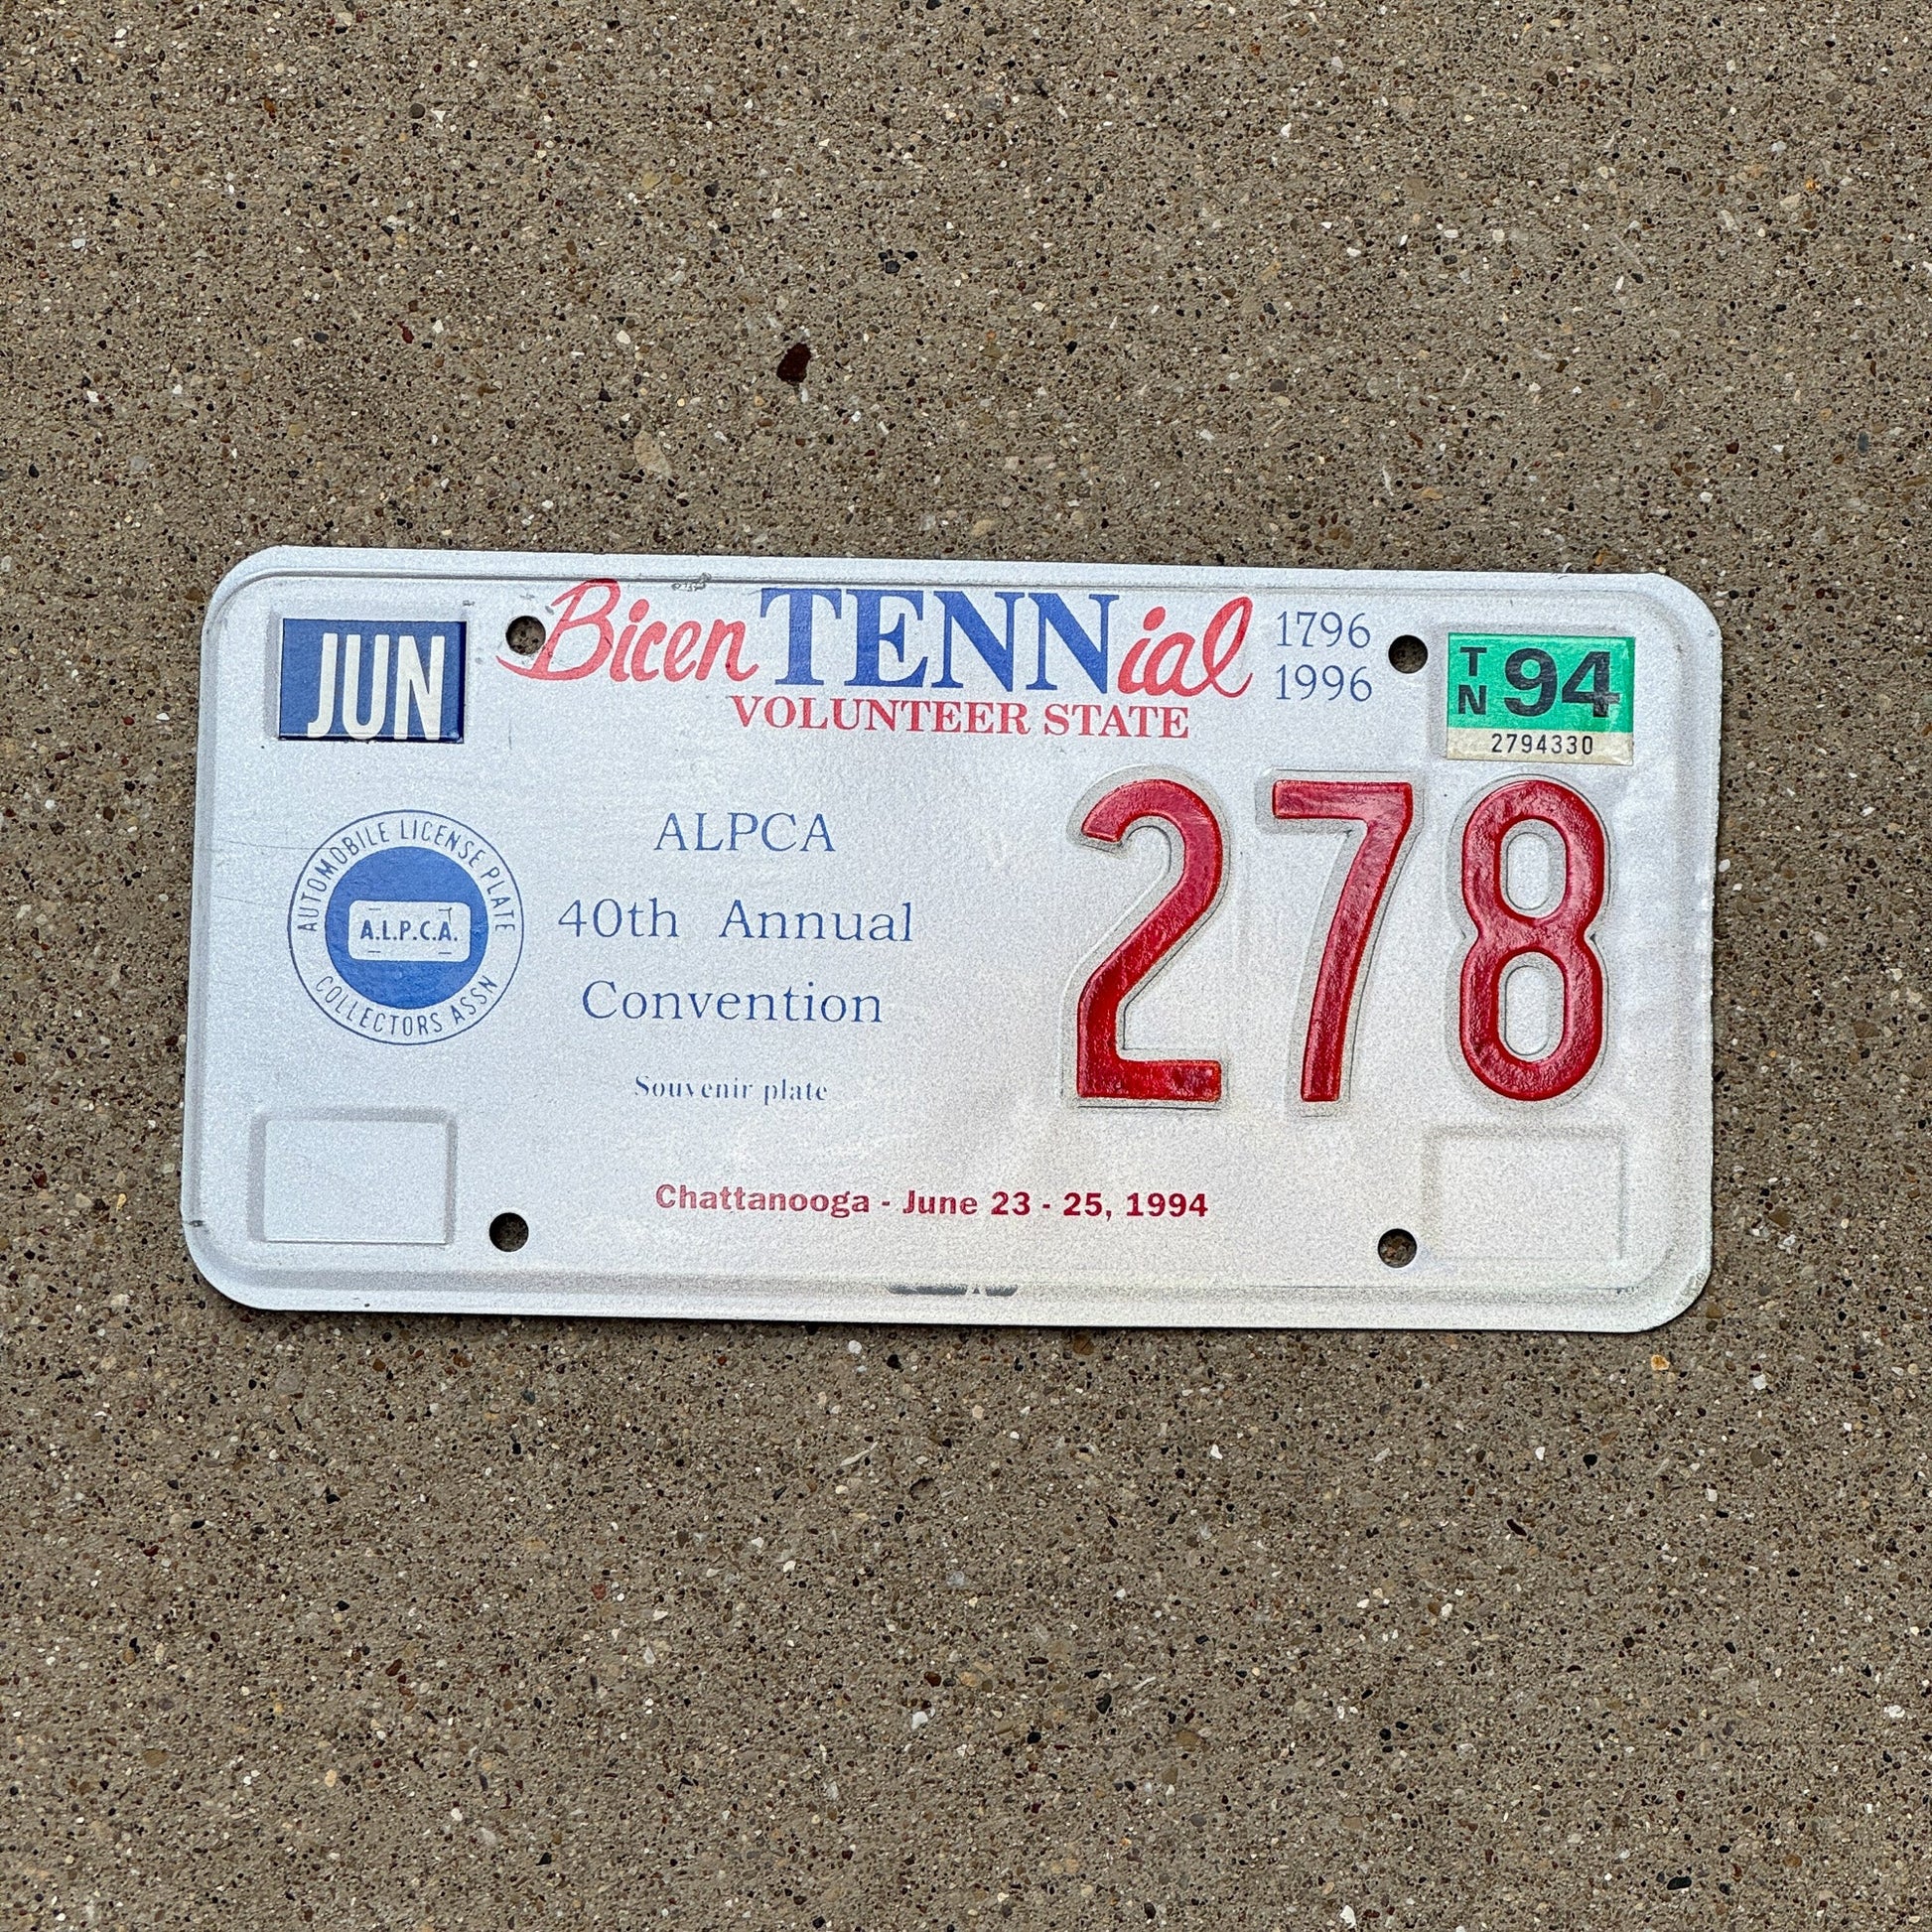 JUN
BicenTENNial
1796
1996
VOLUNTEER STATE
TN 94
2794330
AUTOMOBILE LICENSE PLATE
A.L.P.C.A.
COLLECTORS ASSN
ALPCA
40th Annual
Convention
Souvenir plate
278
Chattanooga - June 23 - 25, 1994